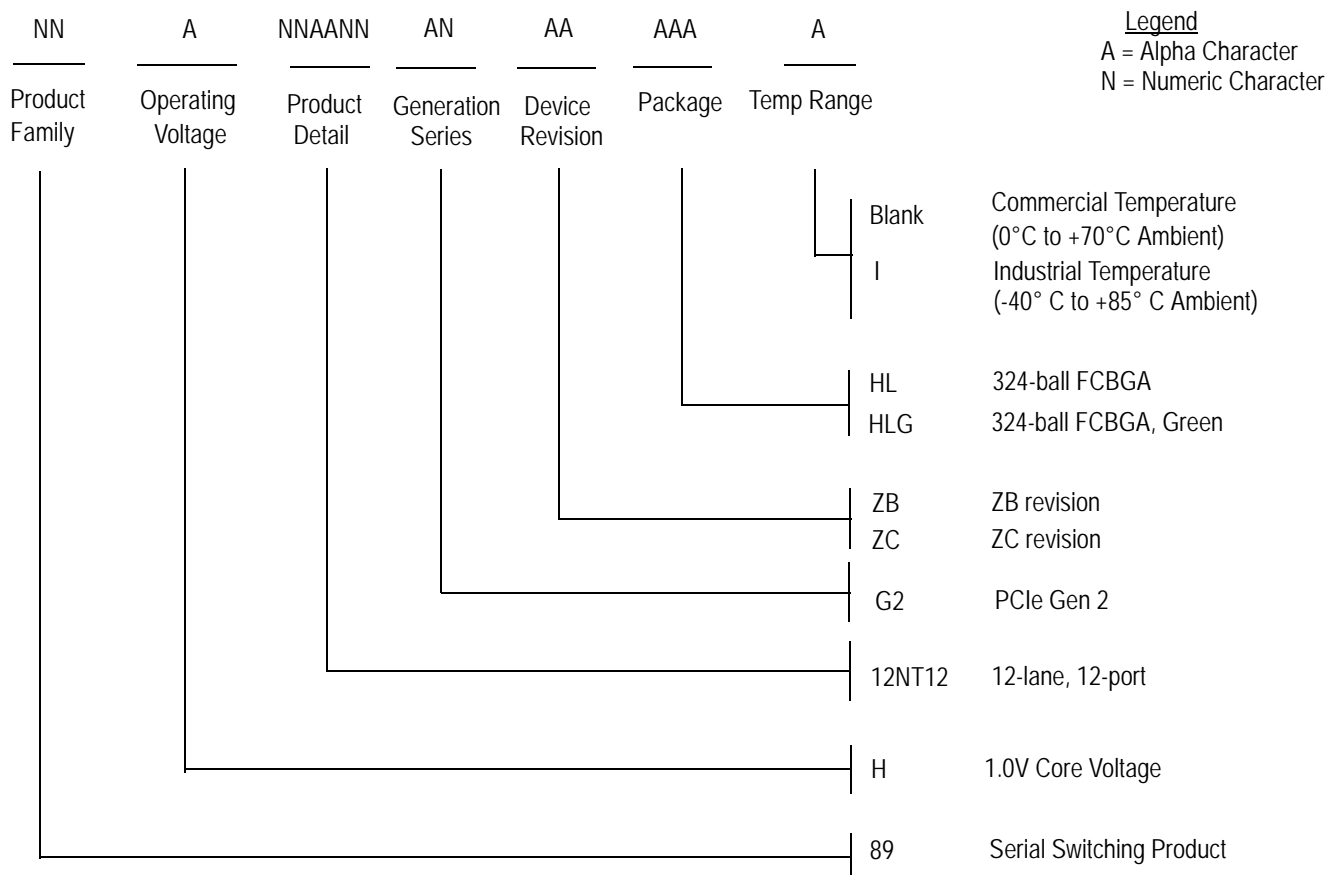 NN A NNAANN AN AA AAA A
Legend
A = Alpha Character
N = Numeric Character
Product Family
Operating Voltage
Product Detail
Generation Series
Device Revision
Package
Temp Range
Blank Commercial Temperature
(0°C to +70°C Ambient)
I Industrial Temperature
(-40° C to +85° C Ambient)
HL 324-ball FCBGA
HLG 324-ball FCBGA, Green
ZB ZB revision
ZC ZC revision
G2 PCIe Gen 2
12NT12 12-lane, 12-port
H 1.0V Core Voltage
89 Serial Switching Product